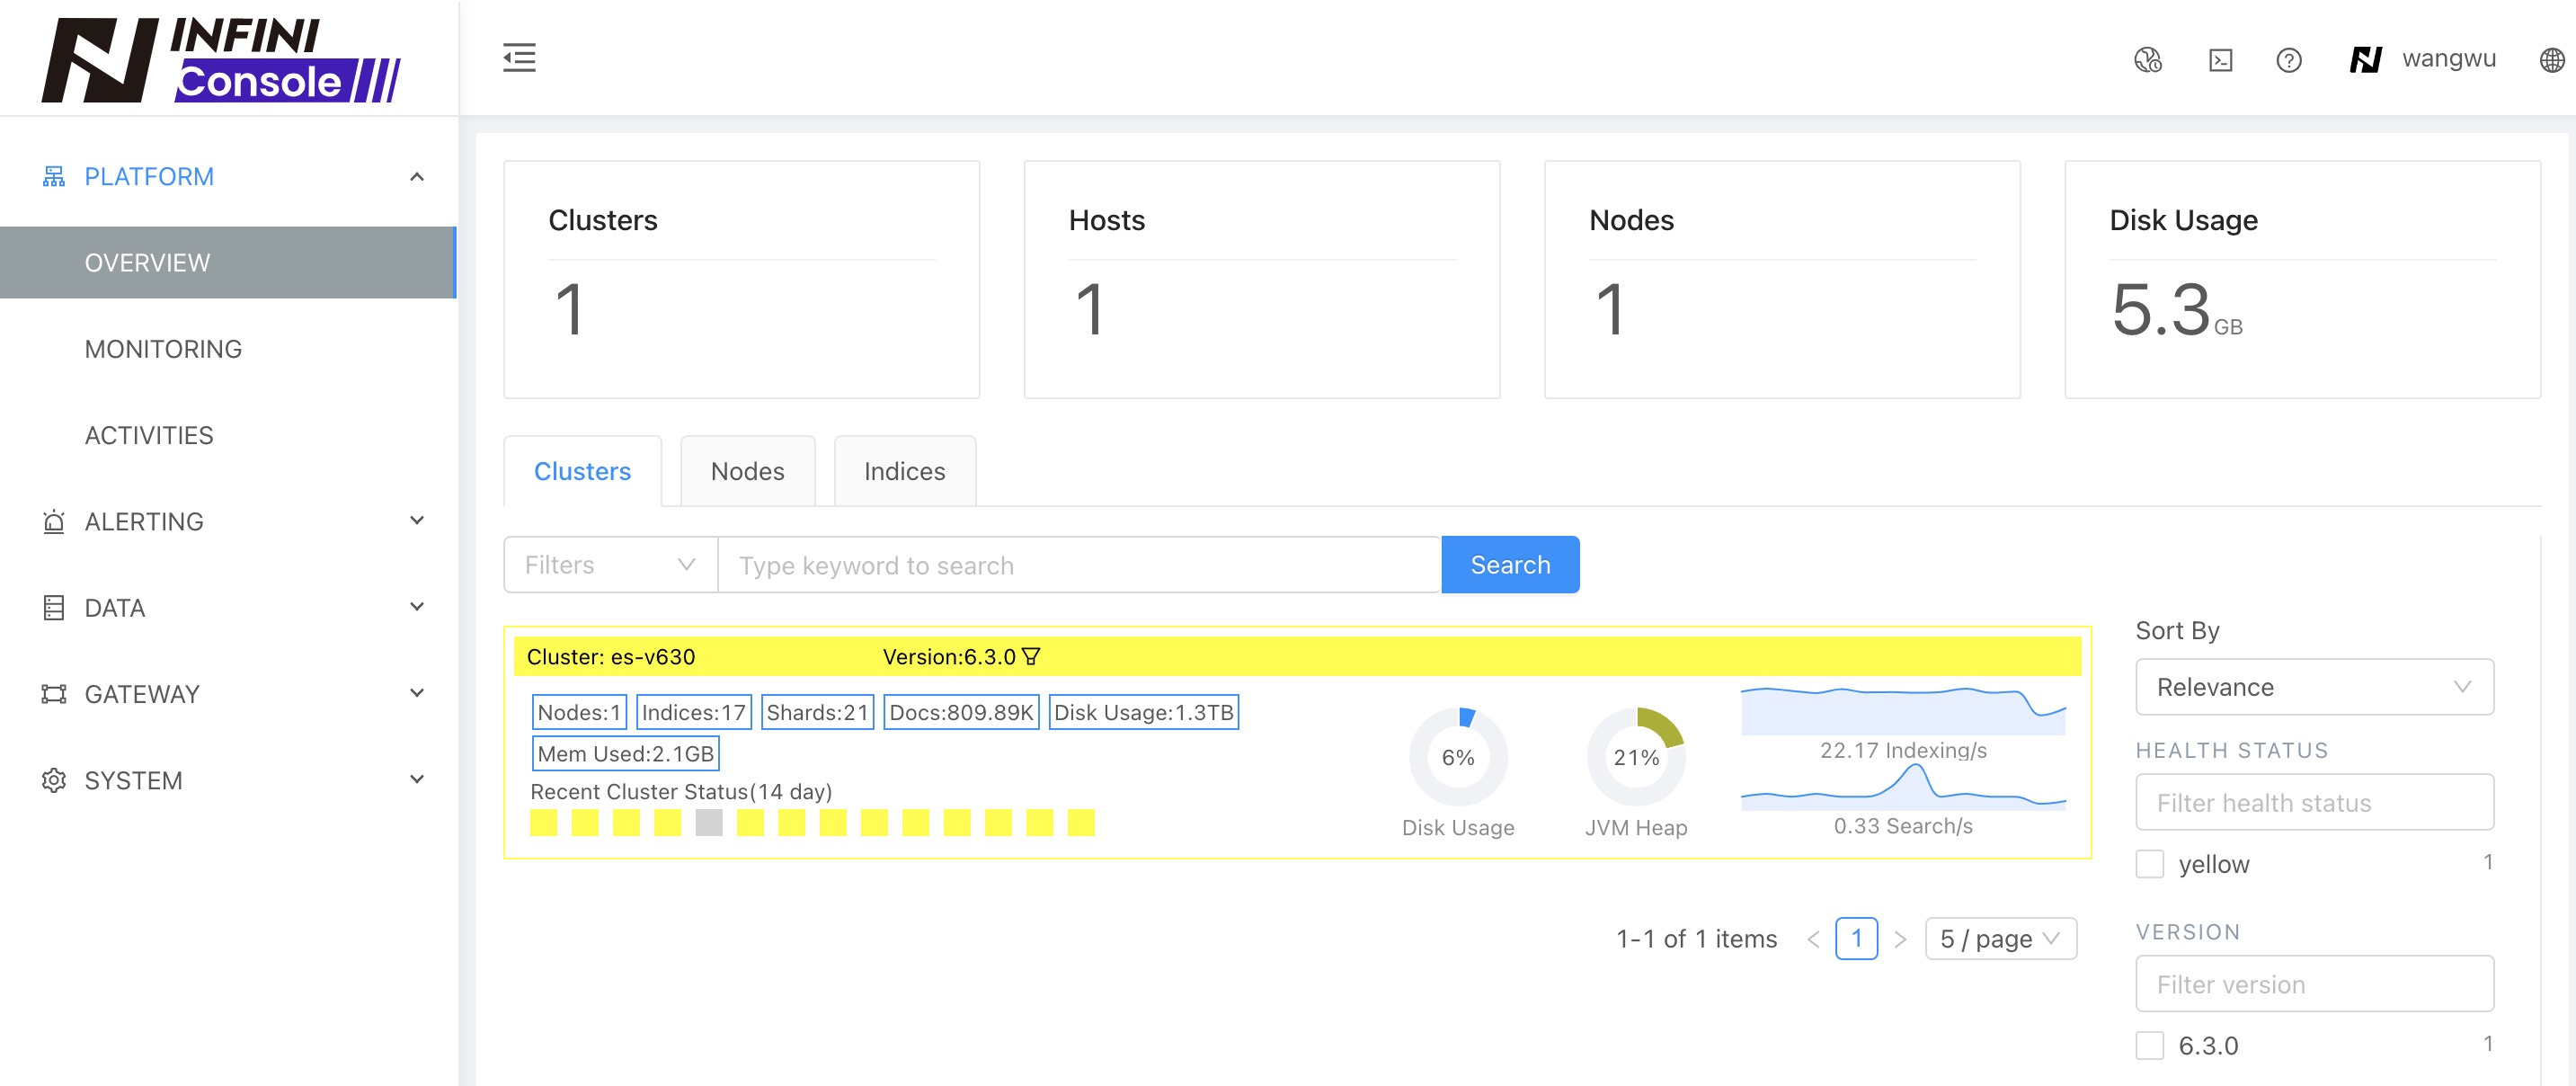 INFINI
Console
wangwu
PLATFORM
OVERVIEW
MONITORING
ACTIVITIES
ALERTING
DATA
GATEWAY
SYSTEM
Clusters
1
Hosts
1
Nodes
1
Disk Usage
5.3GB
Clusters Nodes Indices
Filters Type keyword to search Search
Cluster: es-v630 Version:6.3.0
Nodes:1 Indices:17 Shards:21 Docs:809.89K Disk Usage:1.3TB
Mem Used:2.1GB
Recent Cluster Status(14 day)
6%
Disk Usage
21%
JVM Heap
22.17 Indexing/s
0.33 Search/s
1-1 of 1 items < 1 > 5 / page
Sort By
Relevance
HEALTH STATUS
Filter health status
yellow 1
VERSION
Filter version
6.3.0 1